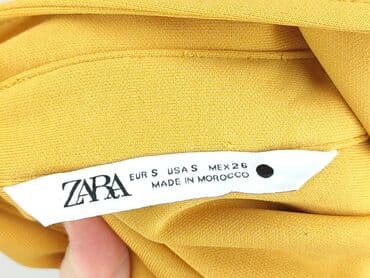 ZARA
EUR S USA S MEX 26
MADE IN MOROCCO